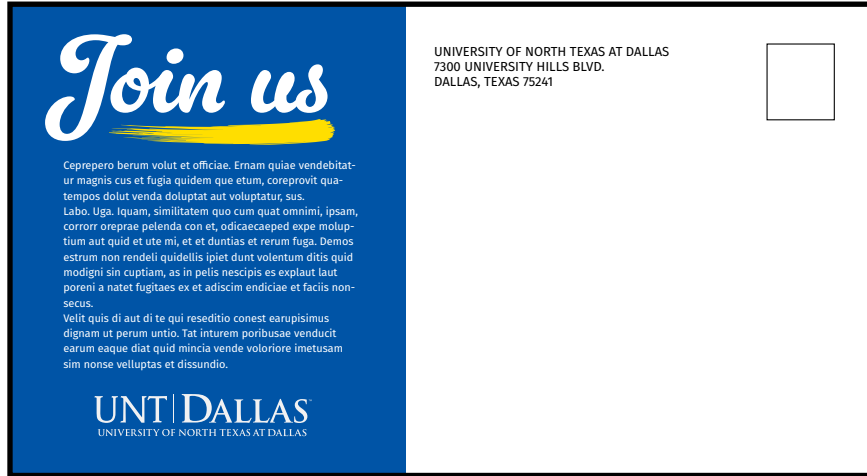 Join us
Ceprepero berum volut et officiae. Ernam quiae vendebitat-
ur magnis cus et fugia quidem que etum, coreprovit qua-
tempos dolut venda doluptat aut voluptatur, sus.
Labo. Uga. Iquam, similitatem quo cum quat omnimi, ipsam,
corrorr oreprae pelenda con et, odicaecaeped expe molup-
tium aut quid et ute mi, et et duntias et rerum fuga. Demos
estrum non rendeli quidellis ipiet dunt volentum ditis quid
modigni sin cuptiam, as in pelis nescipis es explaut laut
poreni a natet fugitaes ex et adiscim endiciae et faciis non-
secus.
Velit quis di aut di te qui reseditio conest earupisimus
dignam ut perum untio. Tat inturem poribusae venducit
earum eaque diat quid mincia vende voloriore imetusam
sim nonse velluptas et dissundio.
UNT | DALLAS™
UNIVERSITY OF NORTH TEXAS AT DALLAS
UNIVERSITY OF NORTH TEXAS AT DALLAS
7300 UNIVERSITY HILLS BLVD.
DALLAS, TEXAS 75241